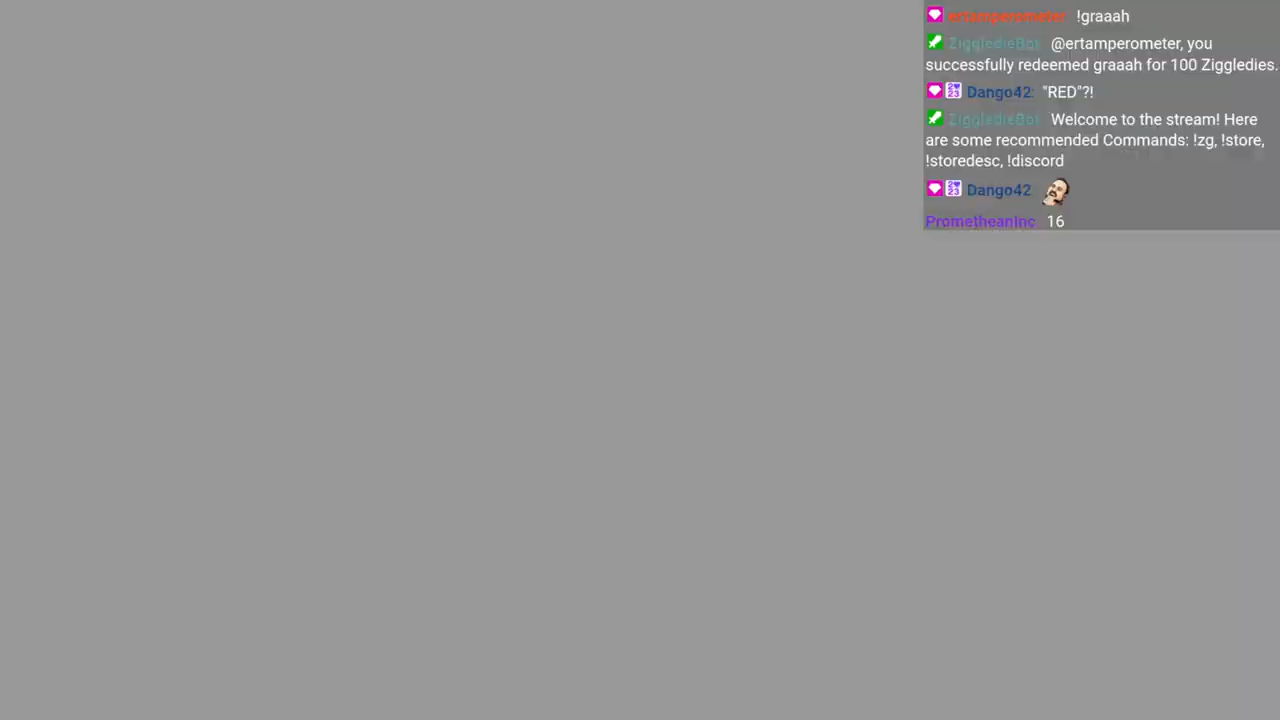 ertamperometer !graaah
ZiggledieBot @ertamperometer, you
successfully redeemed graaah for 100 Ziggledies.
Dango42: "RED"?!
ZiggledieBot Welcome to the stream! Here
are some recommended Commands: !zg, !store,
!storedesc, !discord
Dango42
PrometheanInc 16